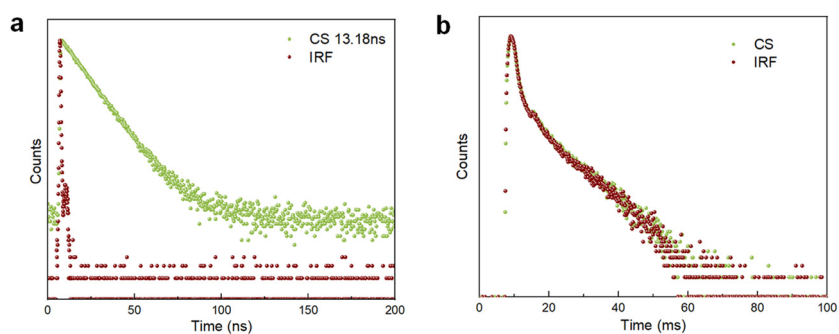 a
CS 13.18ns
IRF
Counts
0
50
100
150
200
Time (ns)
b
CS
IRF
Counts
0
20
40
60
80
100
Time (ms)